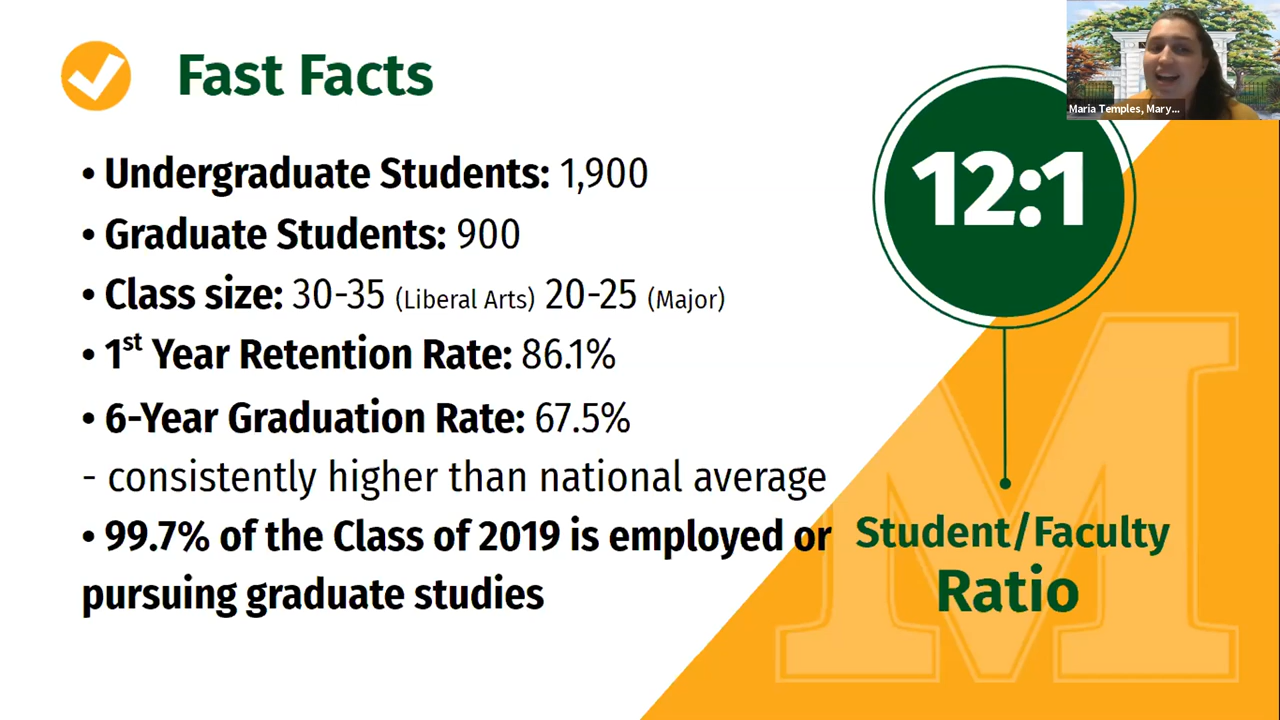 Fast Facts
• Undergraduate Students: 1,900
• Graduate Students: 900
• Class size: 30-35 (Liberal Arts) 20-25 (Major)
• 1st Year Retention Rate: 86.1%
• 6-Year Graduation Rate: 67.5%
- consistently higher than national average
• 99.7% of the Class of 2019 is employed or
pursuing graduate studies
12:1
Student/Faculty
Ratio
M
Maria Temples, Mary...